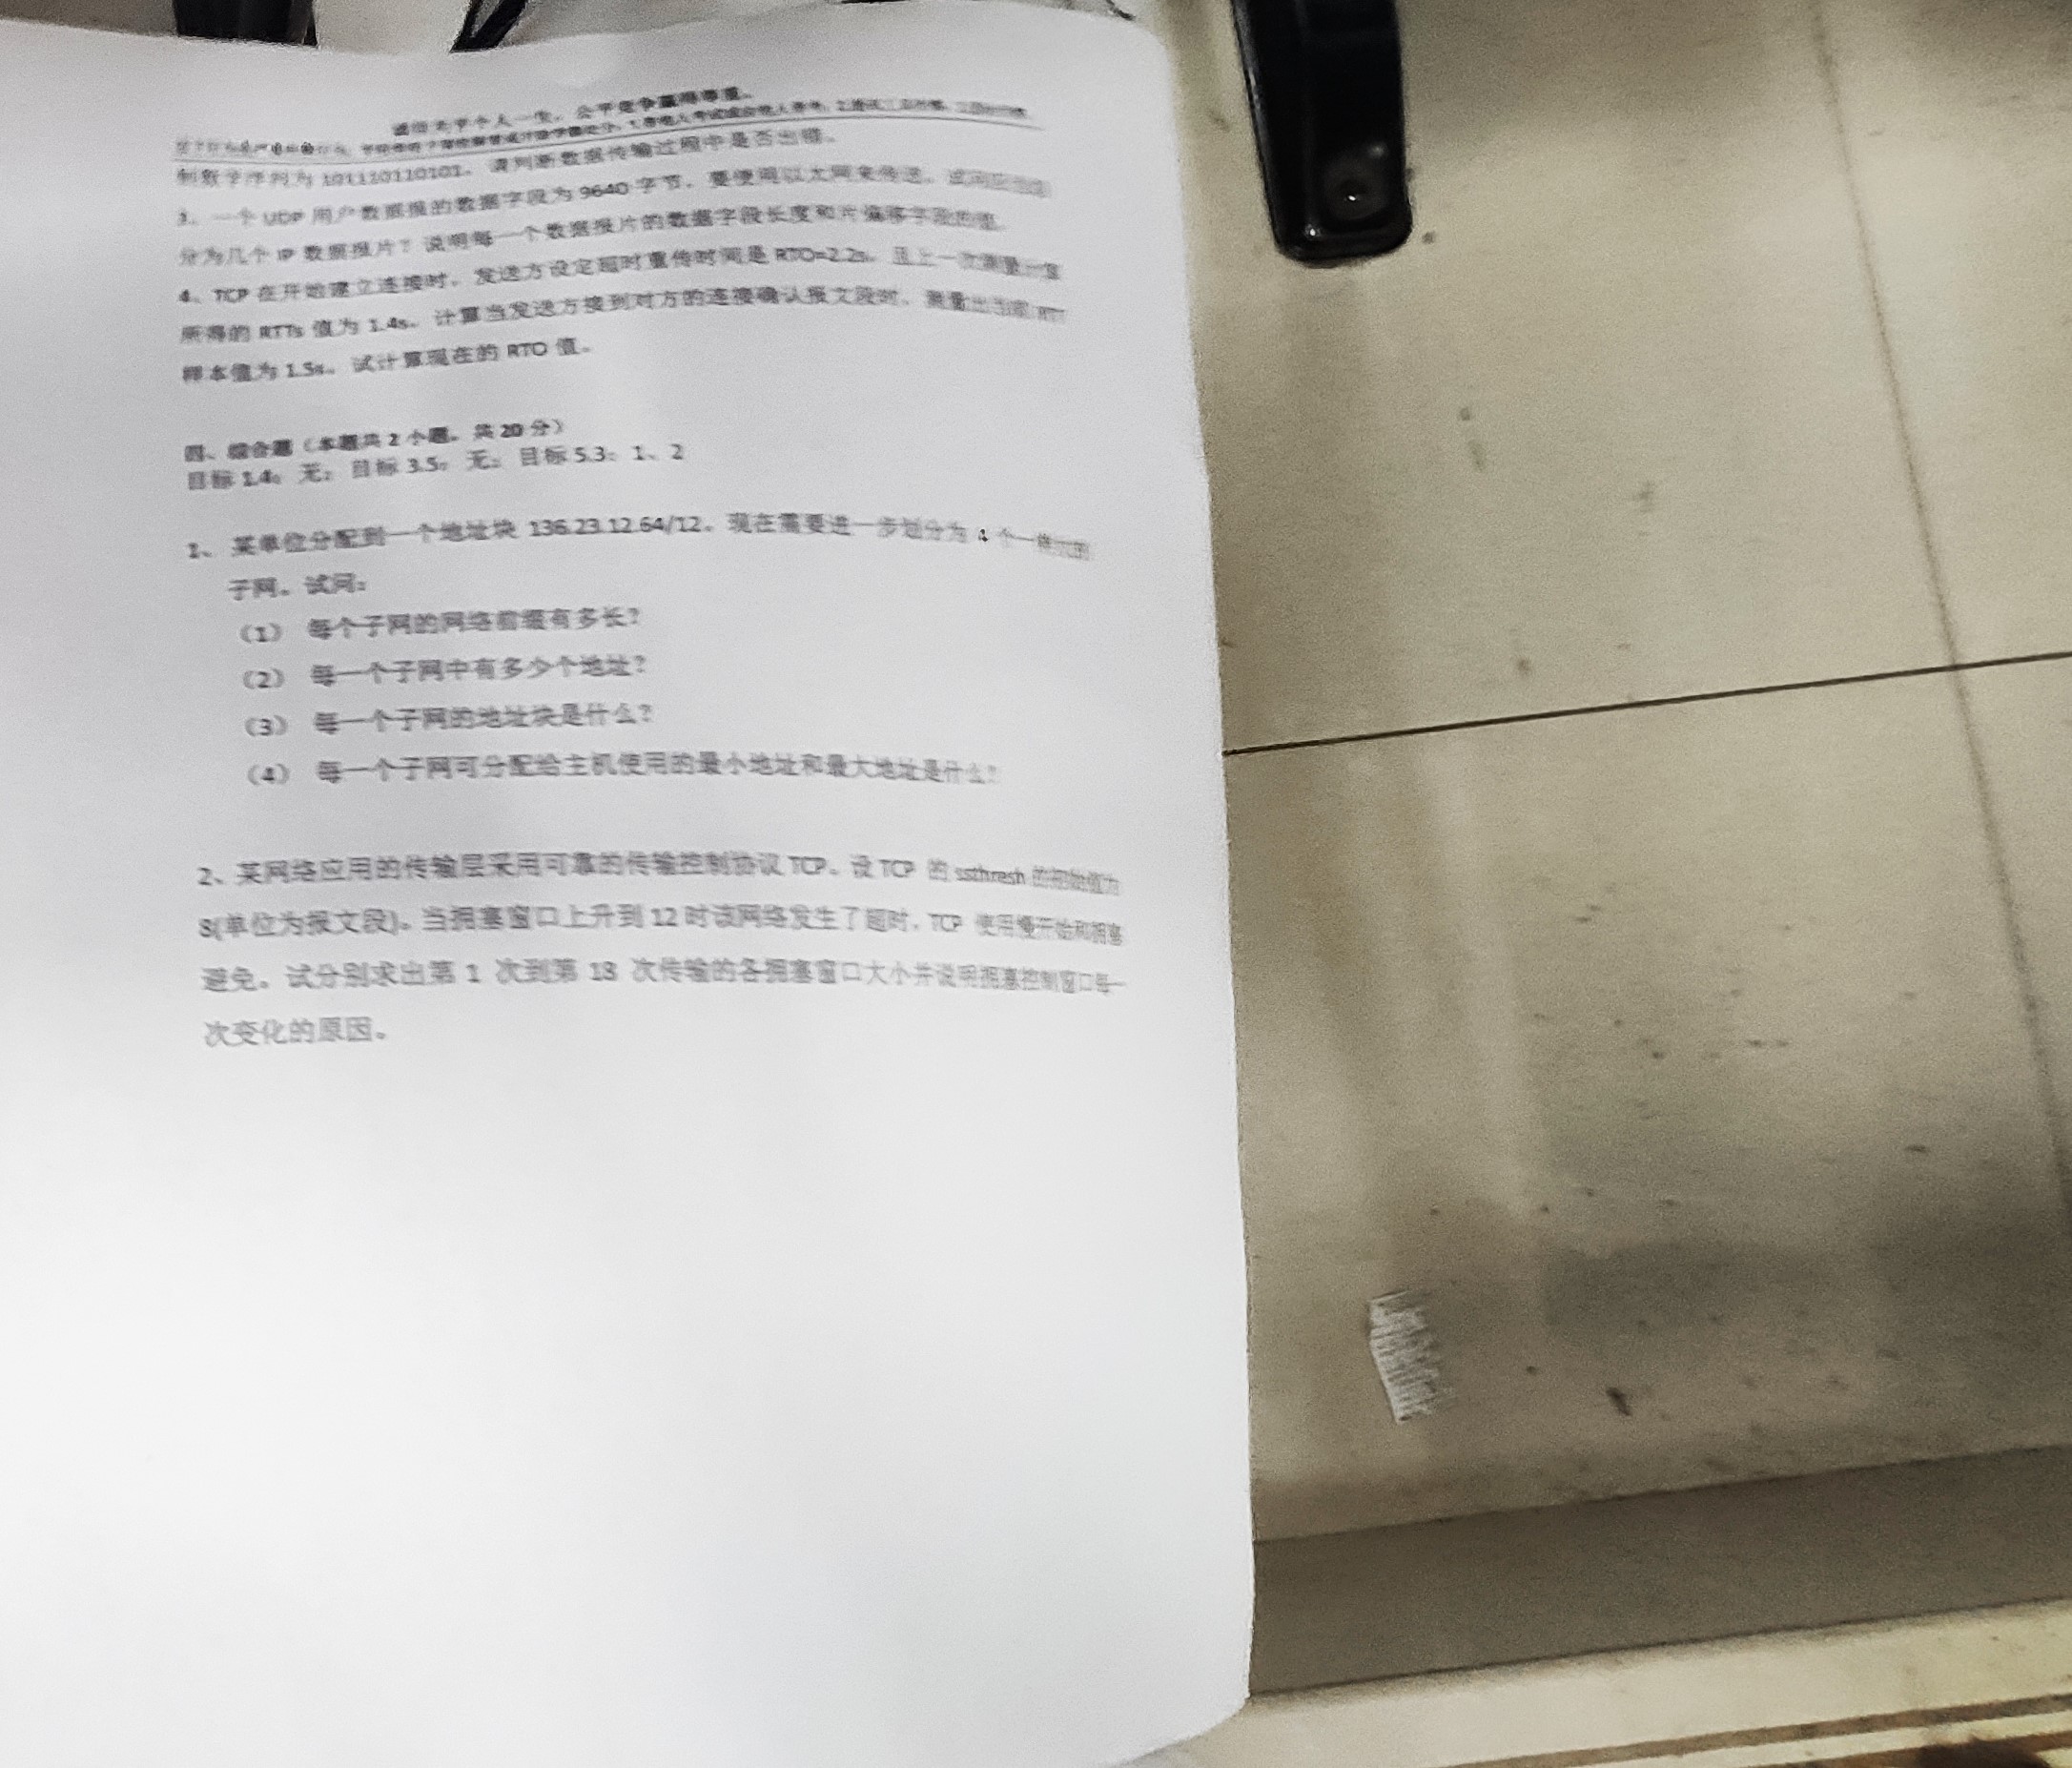 诚信关乎个人一生，公平竞争赢得尊重。
制数字序列为 101110110101。请判断数据传输过程中是否出错。
3、一个 UDP 用户数据报的数据字段为 9640 字节，要使用以太网来传送。试问应当
分为几个 IP 数据报片？说明每一个数据报片的数据字段长度和片偏移字段的值。
4、TCP 在开始建立连接时，发送方设定超时重传时间是 RTO=2.2s。且上一次测量计算
所得的 RTTs 值为 1.4s。计算当发送方接到对方的连接确认报文段时，测量出当前 RTT
样本值为 1.5s。试计算现在的 RTO 值。
四、综合题（本题共 2 小题，共 20 分）
目标 1.4：无；目标 3.5：无；目标 5.3：1、2
1、某单位分配到一个地址块 136.23.12.64/12。现在需要进一步划分为 4 个一样大的
子网。试问：
（1） 每个子网的网络前缀有多长？
（2） 每一个子网中有多少个地址？
（3） 每一个子网的地址块是什么？
（4） 每一个子网可分配给主机使用的最小地址和最大地址是什么？
2、某网络应用的传输层采用可靠的传输控制协议 TCP。设 TCP 的 ssthresh 的初始值为
8(单位为报文段)。当拥塞窗口上升到 12 时该网络发生了超时，TCP 使用慢开始和拥塞
避免。试分别求出第 1 次到第 18 次传输的各拥塞窗口大小并说明拥塞控制窗口每一
次变化的原因。